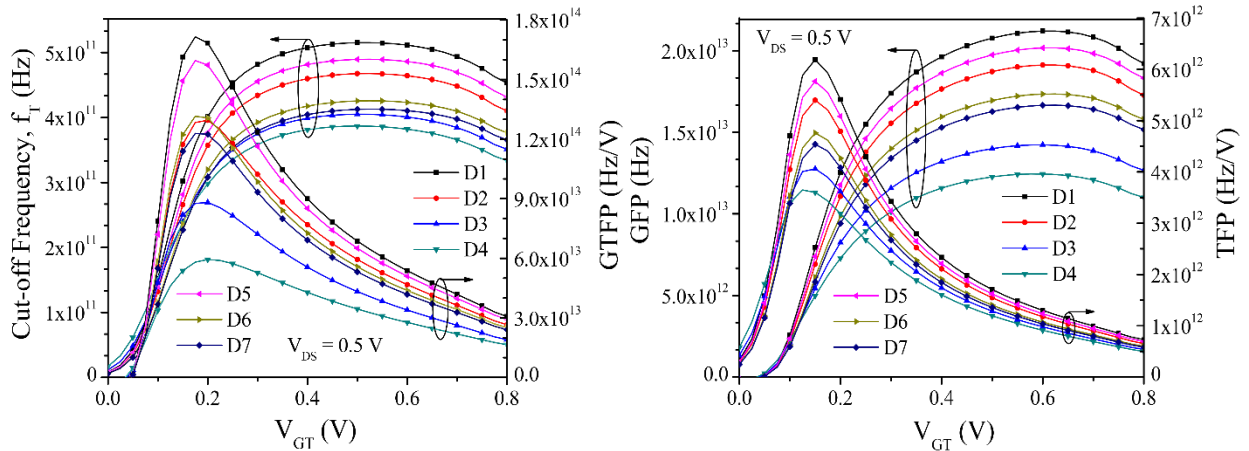 Cut-off Frequency, f_T (Hz)
5x10^11
4x10^11
3x10^11
2x10^11
1x10^11
0
0.0 0.2 0.4 0.6 0.8
V_GT (V)
1.8x10^14
1.5x10^14
1.2x10^14
9.0x10^13
6.0x10^13
3.0x10^13
0.0
GTFP (Hz/V)
D1
D2
D3
D4
D5
D6
D7
V_DS = 0.5 V
GFP (Hz)
2.0x10^13
1.5x10^13
1.0x10^13
5.0x10^12
0.0
0.0 0.2 0.4 0.6 0.8
V_GT (V)
7x10^12
6x10^12
5x10^12
4x10^12
3x10^12
2x10^12
1x10^12
0
TFP (Hz/V)
V_DS = 0.5 V
D1
D2
D3
D4
D5
D6
D7